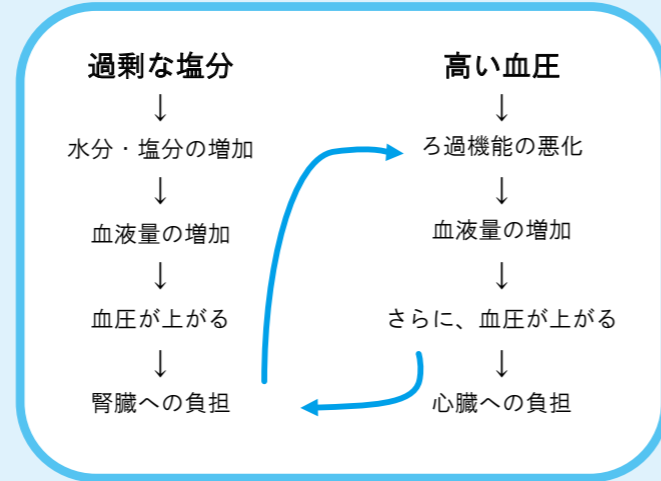 過剰な塩分
↓
水分・塩分の増加
↓
血液量の増加
↓
血圧が上がる
↓
腎臓への負担
高い血圧
↓
ろ過機能の悪化
↓
血液量の増加
↓
さらに、血圧が上がる
↓
心臓への負担